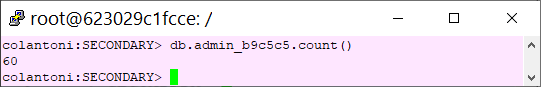 root@623029c1fcce: /
colantoni:SECONDARY> db.admin_b9c5c5.count()
60
colantoni:SECONDARY>